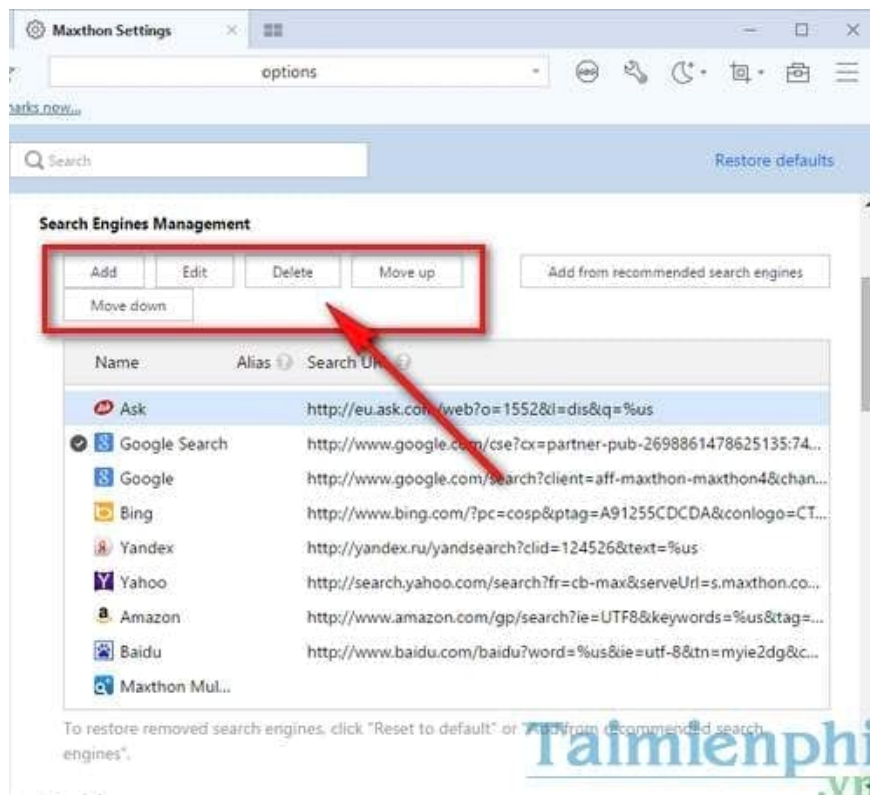 Maxthon Settings
options
marks now...
Search
Restore defaults
Search Engines Management
Add Edit Delete Move up Add from recommended search engines
Move down
Name Alias Search
Ask http://eu.ask.com/web?o=1552&l=dis&q=%us
Google Search http://www.google.com/cse?cx=partner-pub-2698861478625135:74...
Google http://www.google.com/search?client=aff-maxthon-maxthon4&chan...
Bing http://www.bing.com/?pc=cosp&ptag=A91255CDCDA&conlogo=CT...
Yandex http://yandex.ru/yandsearch?clid=124526&text=%us
Yahoo http://search.yahoo.com/search?fr=cb-max&serveUrl=s.maxthon.co...
Amazon http://www.amazon.com/gp/search?ie=UTF8&keywords=%us&tag=...
Baidu http://www.baidu.com/baidu?word=%us&ie=utf-8&tn=myie2dg&c...
Maxthon Mul...
To restore removed search engines, click "Reset to default" or "Add from recommended search
engines".
Taimienphi
.vn